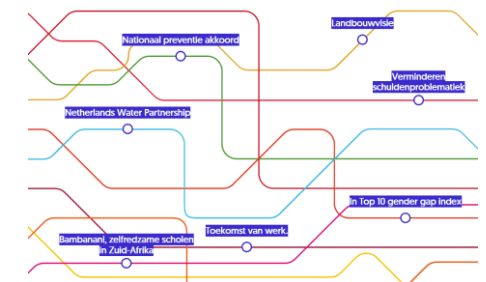 Landbouwvisie
Nationaal preventie akkoord
Verminderen
schuldenproblematiek
Netherlands Water Partnership
In Top 10 gender gap index
Toekomst van werk.
Bambanani, zelfredzame scholen
in Zuid-Afrika